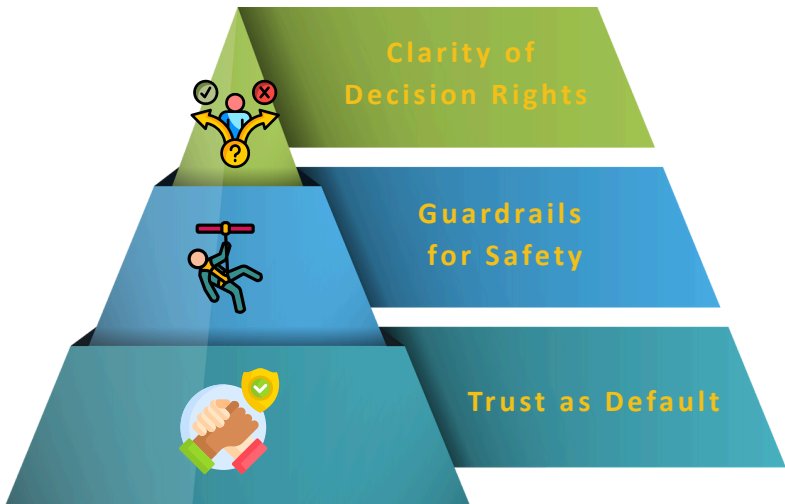 Clarity of
Decision Rights
?
Guardrails
for Safety
Trust as Default